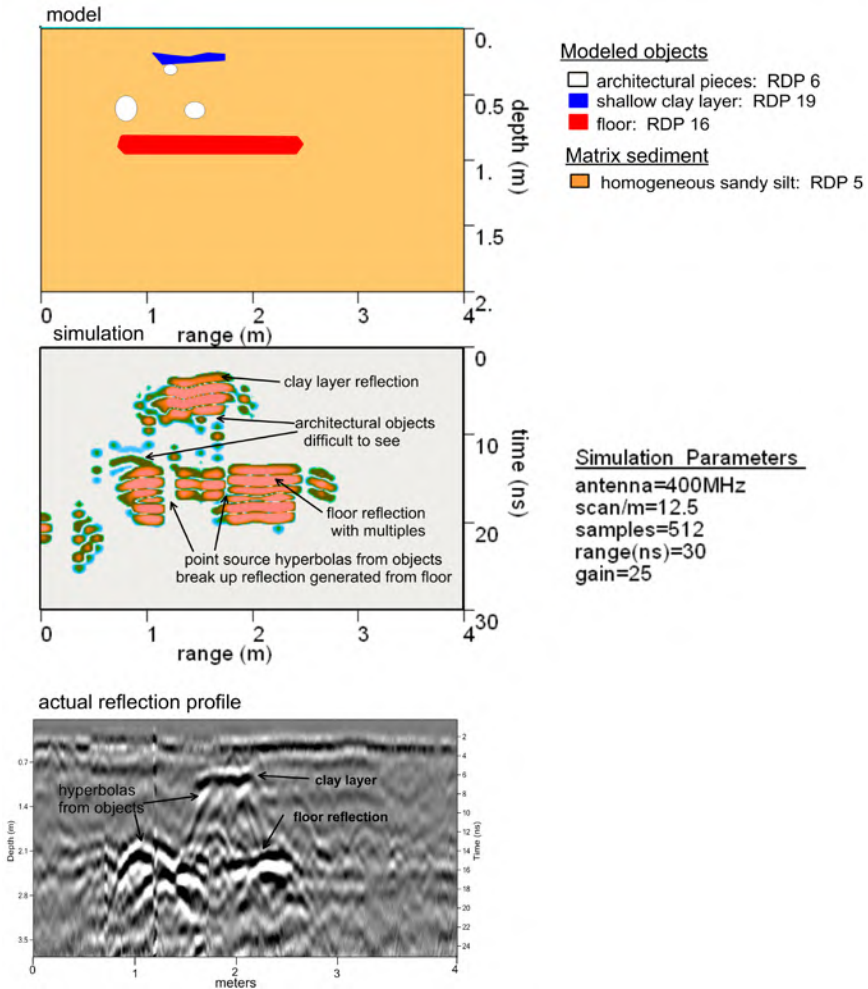 model
0.
0.5
1.
1.5
2.
depth (m)
0
1
2
3
4
range (m)
Modeled objects
architectural pieces: RDP 6
shallow clay layer: RDP 19
floor: RDP 16
Matrix sediment
homogeneous sandy silt: RDP 5
simulation
clay layer reflection
architectural objects
difficult to see
floor reflection
with multiples
point source hyperbolas from objects
break up reflection generated from floor
0
10
20
30
time (ns)
0
1
2
3
4
range (m)
Simulation Parameters
antenna=400MHz
scan/m=12.5
samples=512
range(ns)=30
gain=25
actual reflection profile
hyperbolas
from objects
clay layer
floor reflection
0.7
1.4
2.1
2.8
3.5
Depth (m)
2
4
6
8
10
12
14
16
18
20
22
24
Time (ns)
0
1
2
3
4
meters